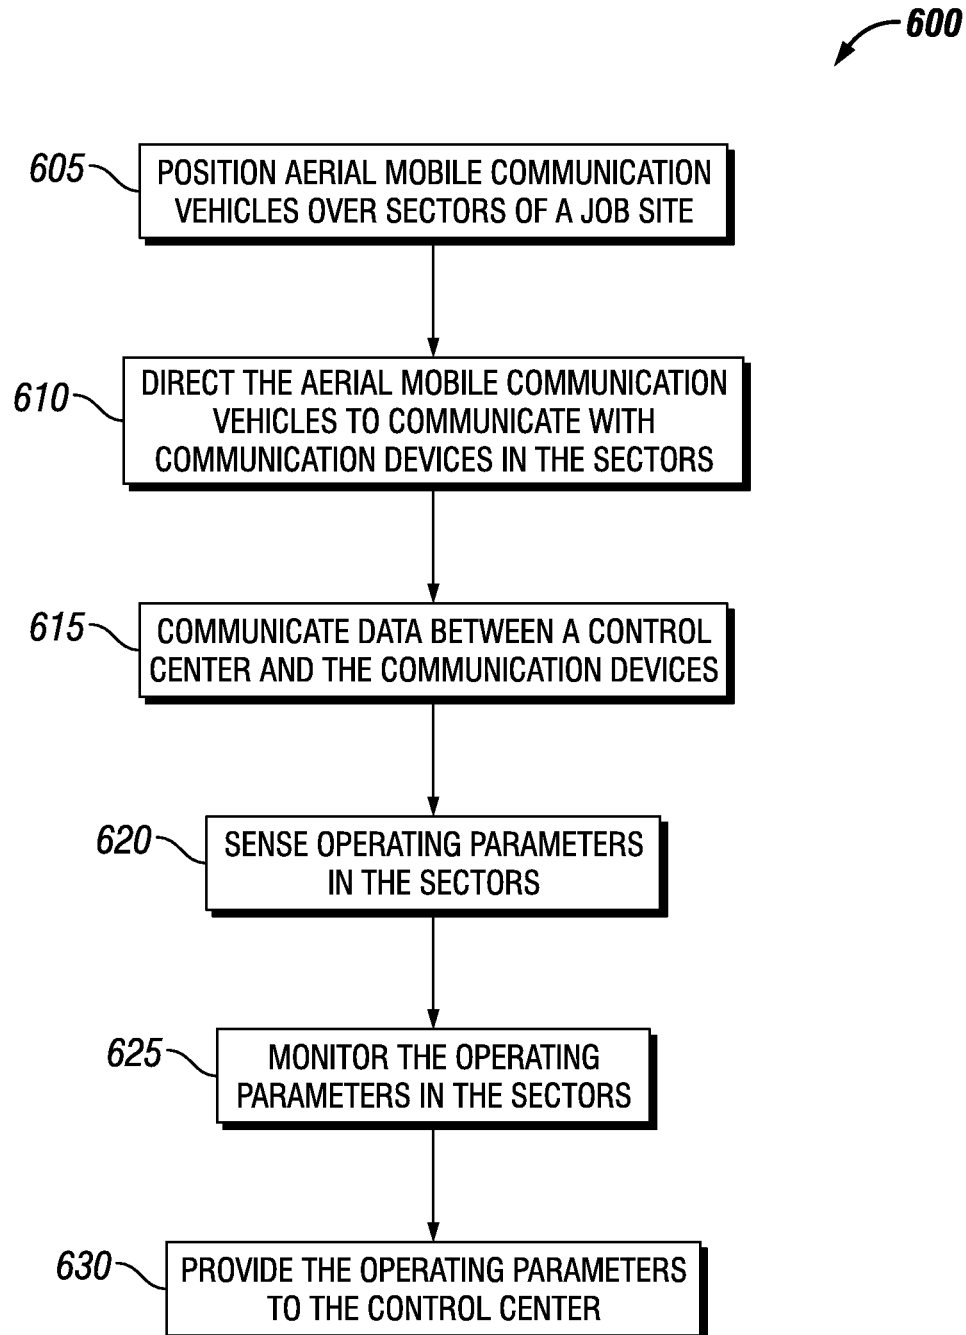 600
605
POSITION AERIAL MOBILE COMMUNICATION
VEHICLES OVER SECTORS OF A JOB SITE
610
DIRECT THE AERIAL MOBILE COMMUNICATION
VEHICLES TO COMMUNICATE WITH
COMMUNICATION DEVICES IN THE SECTORS
615
COMMUNICATE DATA BETWEEN A CONTROL
CENTER AND THE COMMUNICATION DEVICES
620
SENSE OPERATING PARAMETERS
IN THE SECTORS
625
MONITOR THE OPERATING
PARAMETERS IN THE SECTORS
630
PROVIDE THE OPERATING PARAMETERS
TO THE CONTROL CENTER